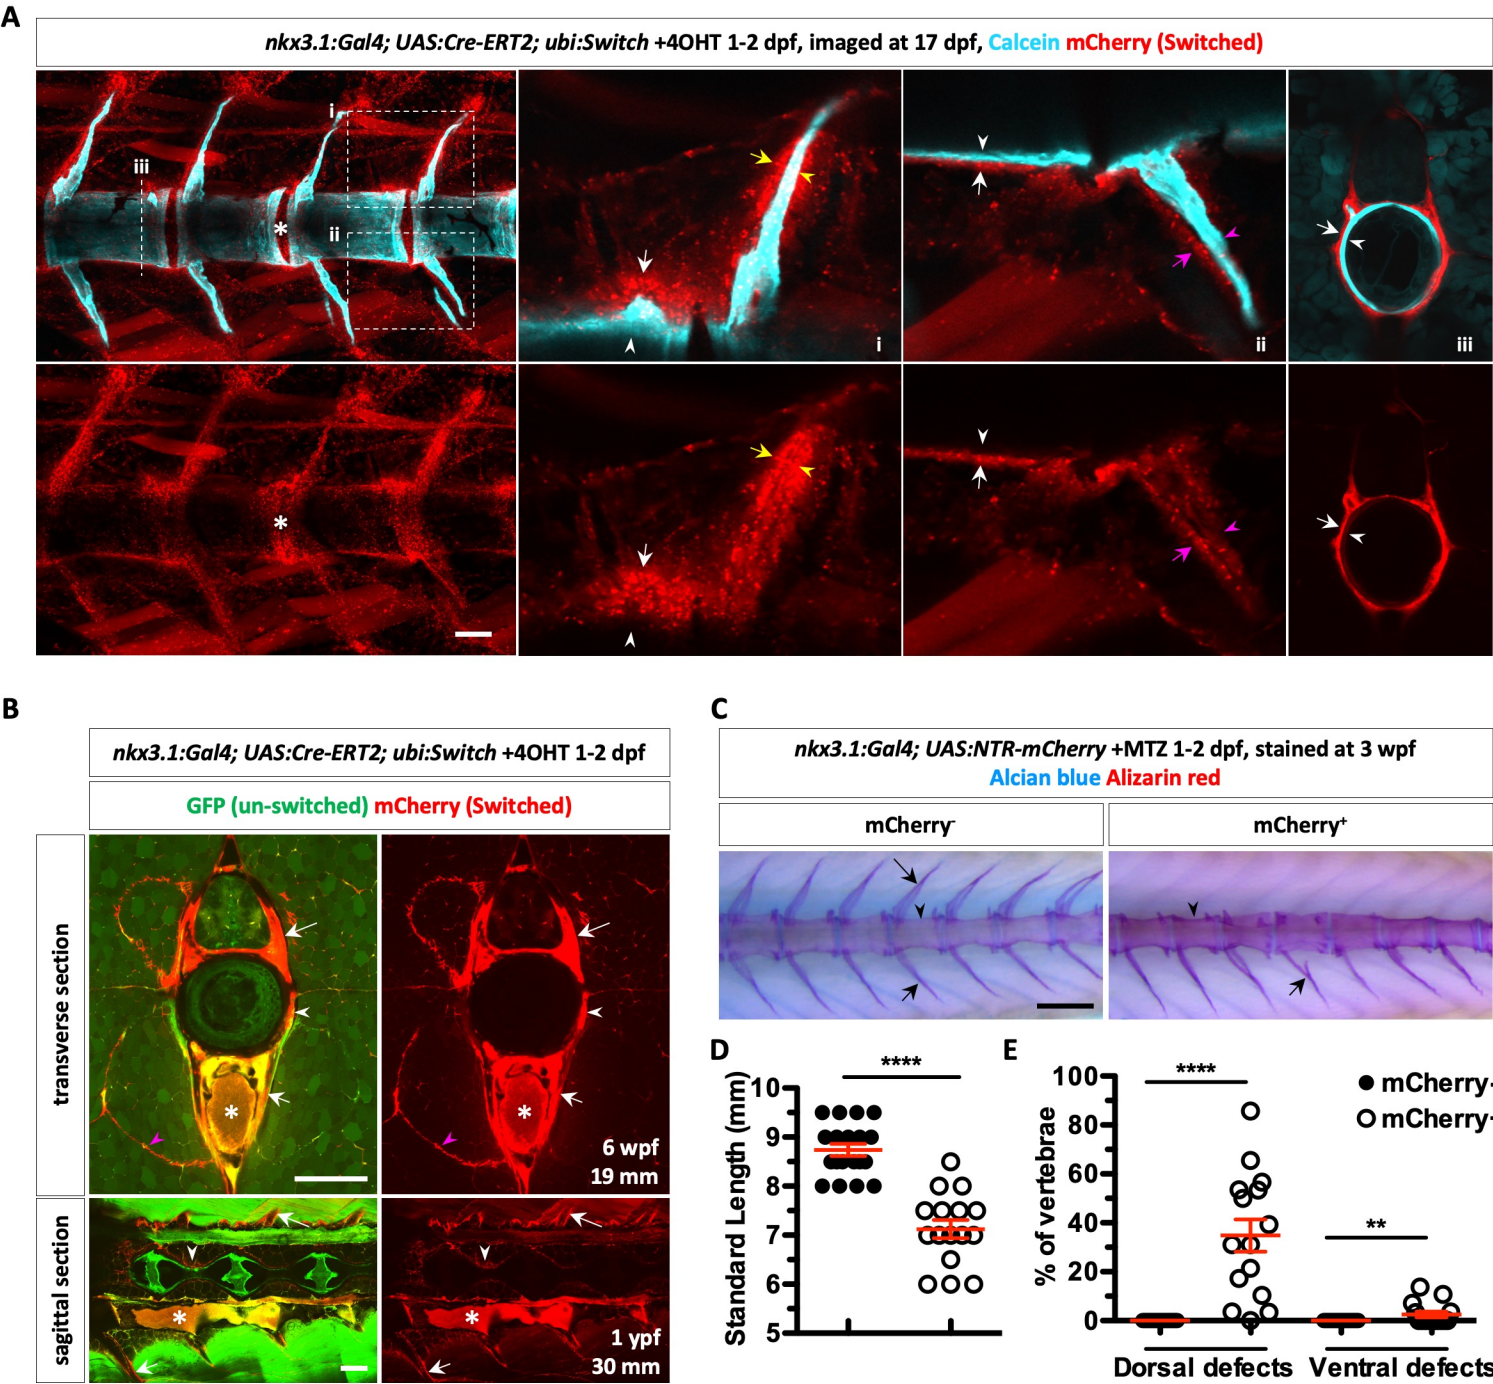 A
nkx3.1:Gal4; UAS:Cre-ERT2; ubi:Switch +4OHT 1-2 dpf, imaged at 17 dpf, Calcein mCherry (Switched)
i
iii
*
ii
i
ii
iii
*
B
nkx3.1:Gal4; UAS:Cre-ERT2; ubi:Switch +4OHT 1-2 dpf
GFP (un-switched) mCherry (Switched)
transverse section
*
*
6 wpf
19 mm
sagittal section
*
*
1 ypf
30 mm
C
nkx3.1:Gal4; UAS:NTR-mCherry +MTZ 1-2 dpf, stained at 3 wpf
Alcian blue Alizarin red
mCherry-
mCherry+
D
****
Standard Length (mm)
10
9
8
7
6
5
E
****
**
mCherry-
mCherry-
% of vertebrae
100
80
60
40
20
0
Dorsal defects
Ventral defects